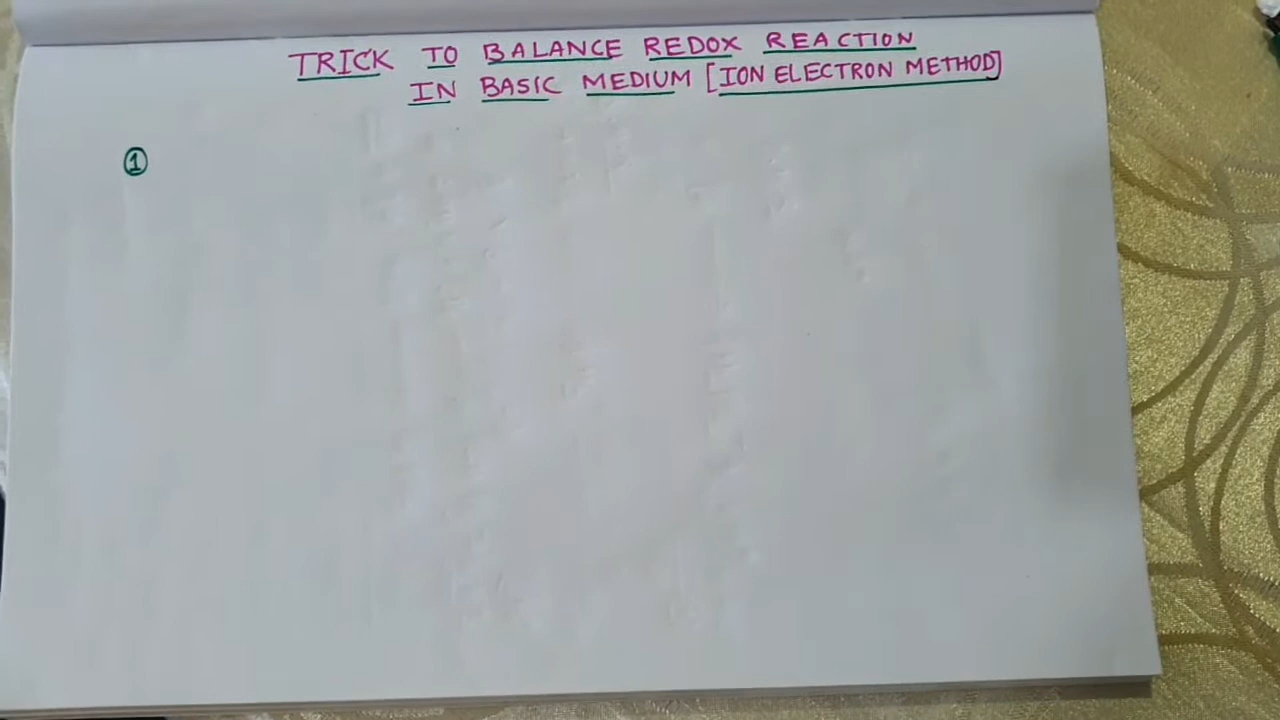 TRICK TO BALANCE REDOX REACTION
IN BASIC MEDIUM [ION ELECTRON METHOD]
①